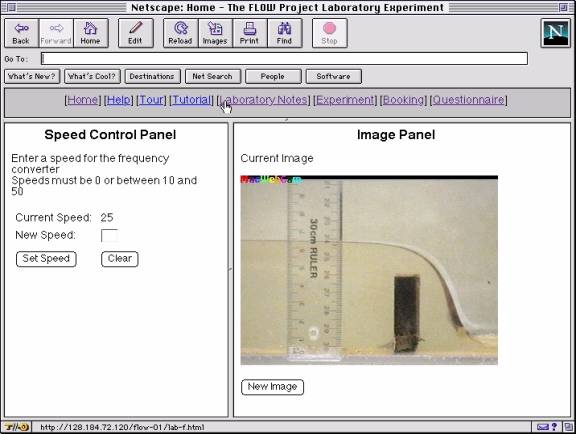 Netscape: Home - The FLOW Project Laboratory Experiment
Back Forward Home Edit Reload Images Print Find Stop N
Go To:
What's New? What's Cool? Destinations Net Search People Software
[Home] [Help] [Tour] [Tutorial] [Laboratory Notes] [Experiment] [Booking] [Questionnaire]
Speed Control Panel
Enter a speed for the frequency
converter
Speeds must be 0 or between 10 and
50
Current Speed: 25
New Speed:
Set Speed Clear
Image Panel
Current Image
MacWebCam
30cm RULER
New Image
http://128.184.72.120/flow-01/lab-f.html
?